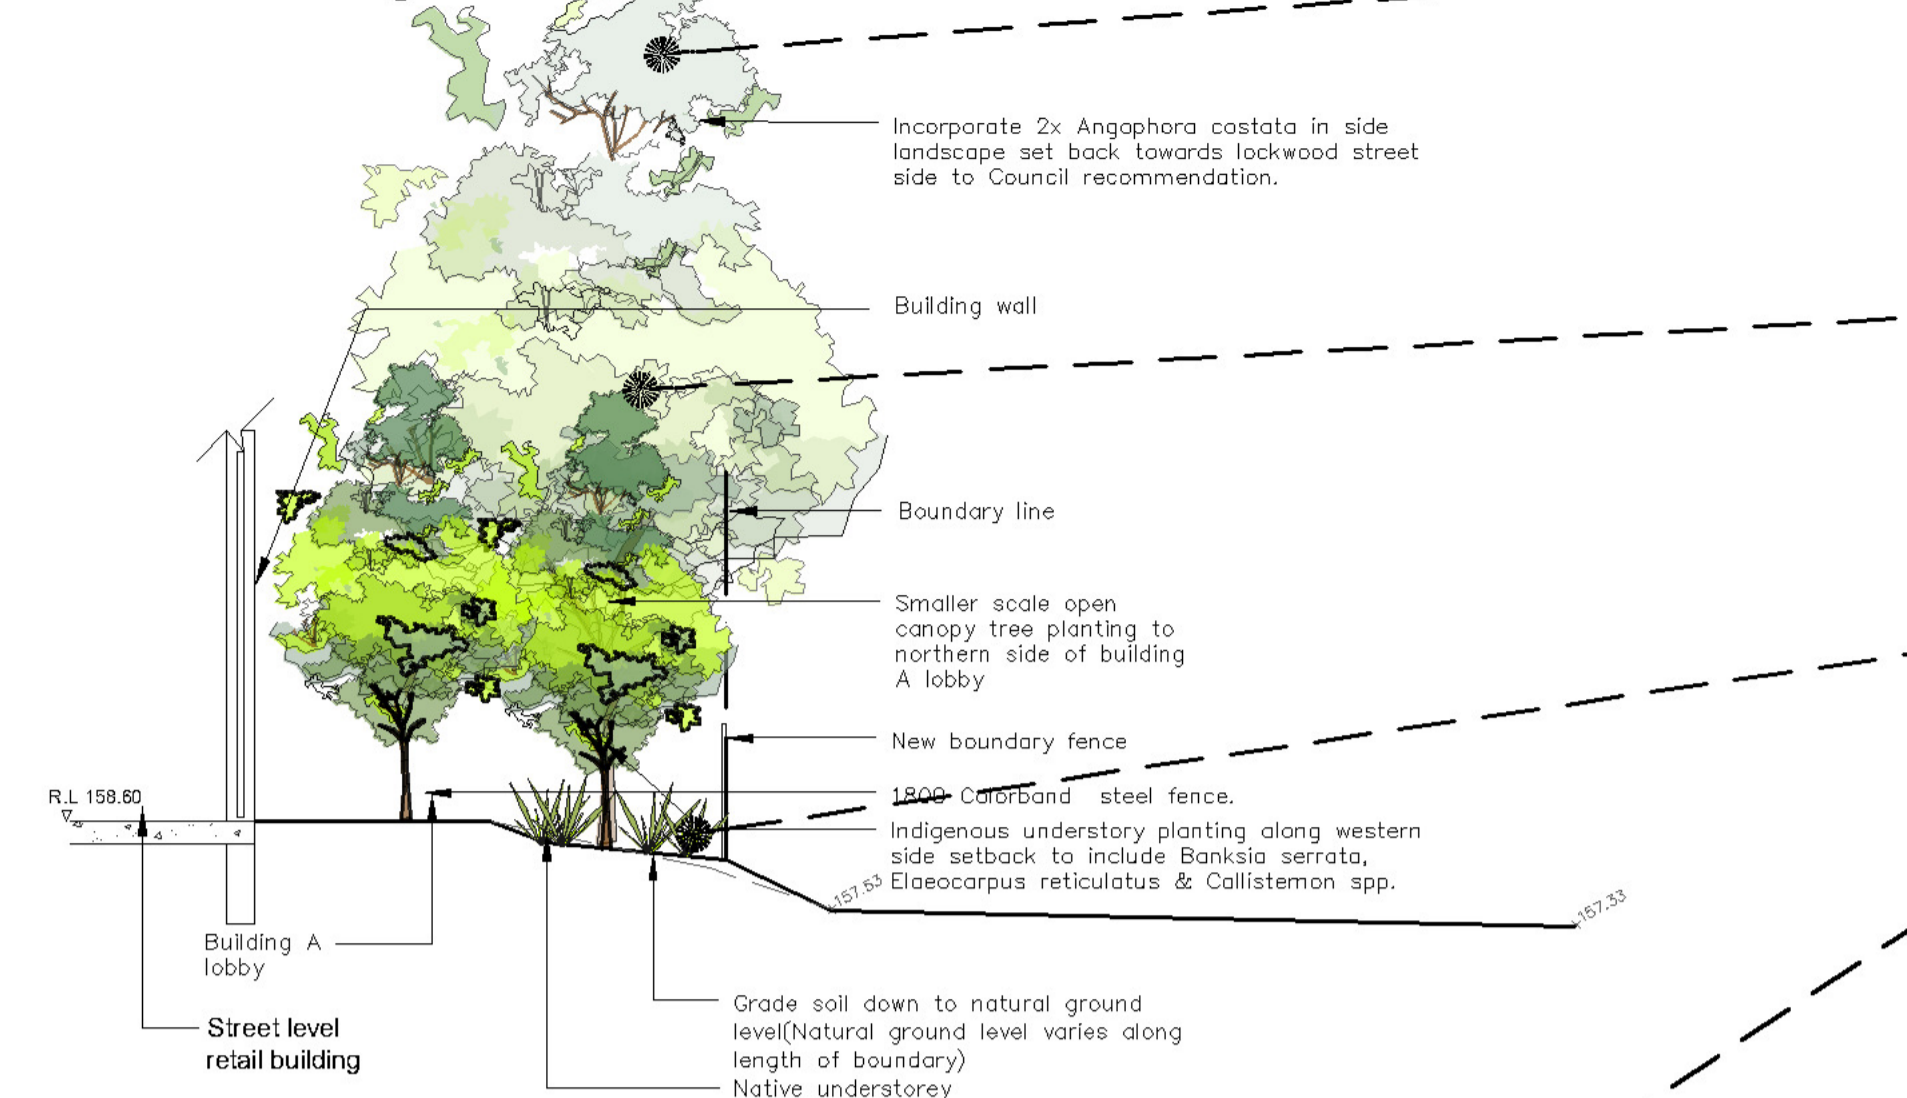 Incorporate 2x Angophora costata in side
landscape set back towards lockwood street
side to Council recommendation.
Building wall
Boundary line
Smaller scale open
canopy tree planting to
northern side of building
A lobby
New boundary fence
R.L 158.60
1800 Colorband steel fence.
Indigenous understory planting along western
side setback to include Banksia serrata,
Elaeocarpus reticulatus & Callistemon spp.
157.53
157.33
Building A
lobby
Grade soil down to natural ground
level(Natural ground level varies along
length of boundary)
Street level
retail building
Native understorey